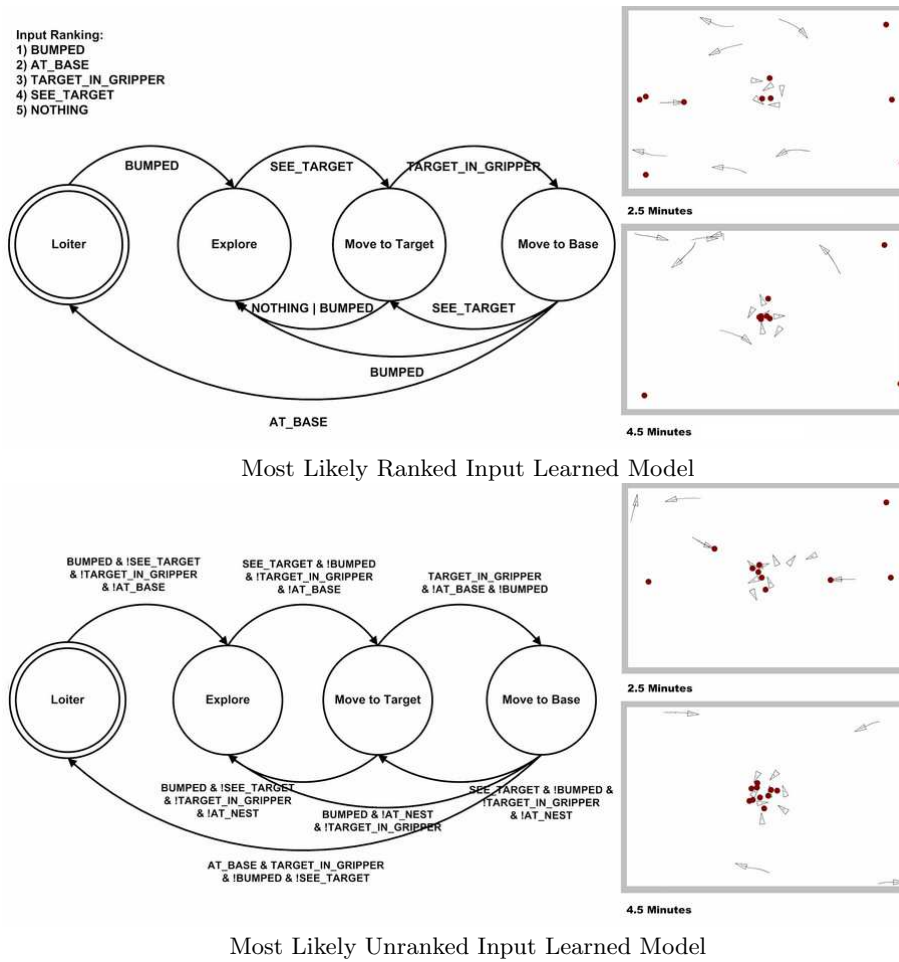 Input Ranking:
1) BUMPED
2) AT_BASE
3) TARGET_IN_GRIPPER
4) SEE_TARGET
5) NOTHING
BUMPED
SEE_TARGET
TARGET_IN_GRIPPER
Loiter
Explore
Move to Target
Move to Base
NOTHING | BUMPED
SEE_TARGET
BUMPED
AT_BASE
2.5 Minutes
4.5 Minutes
Most Likely Ranked Input Learned Model
BUMPED & !SEE_TARGET
& !TARGET_IN_GRIPPER
& !AT_BASE
SEE_TARGET & !BUMPED
& !TARGET_IN_GRIPPER
& !AT_BASE
TARGET_IN_GRIPPER
& !AT_BASE & !BUMPED
Loiter
Explore
Move to Target
Move to Base
BUMPED & !SEE_TARGET
& !TARGET_IN_GRIPPER
& !AT_NEST
BUMPED & !AT_NEST
& !TARGET_IN_GRIPPER
SEE_TARGET & !BUMPED &
!TARGET_IN_GRIPPER
& !AT_NEST
AT_BASE & TARGET_IN_GRIPPER
& !BUMPED & !SEE_TARGET
2.5 Minutes
4.5 Minutes
Most Likely Unranked Input Learned Model